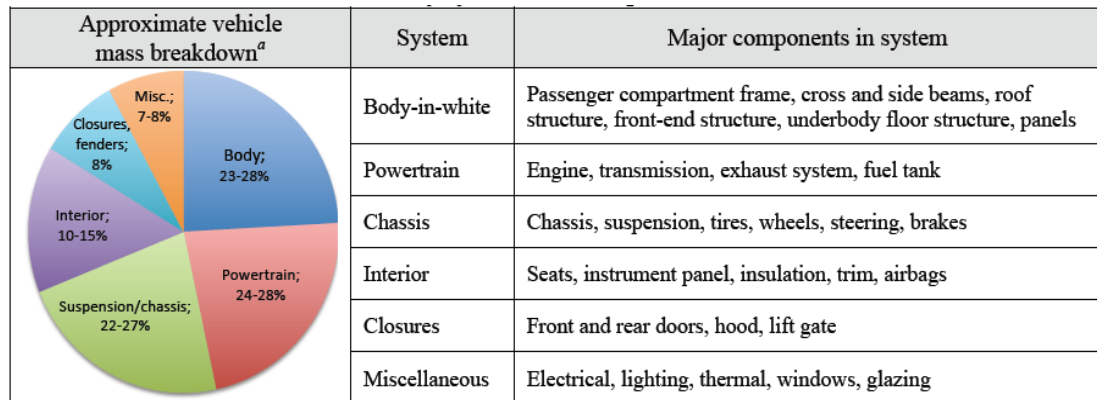 Approximate vehicle
mass breakdowna
System
Major components in system
Misc.;
7-8%
Closures,
fenders;
8%
Body;
23-28%
Interior;
10-15%
Powertrain;
24-28%
Suspension/chassis;
22-27%
Body-in-white
Passenger compartment frame, cross and side beams, roof
structure, front-end structure, underbody floor structure, panels
Powertrain
Engine, transmission, exhaust system, fuel tank
Chassis
Chassis, suspension, tires, wheels, steering, brakes
Interior
Seats, instrument panel, insulation, trim, airbags
Closures
Front and rear doors, hood, lift gate
Miscellaneous
Electrical, lighting, thermal, windows, glazing